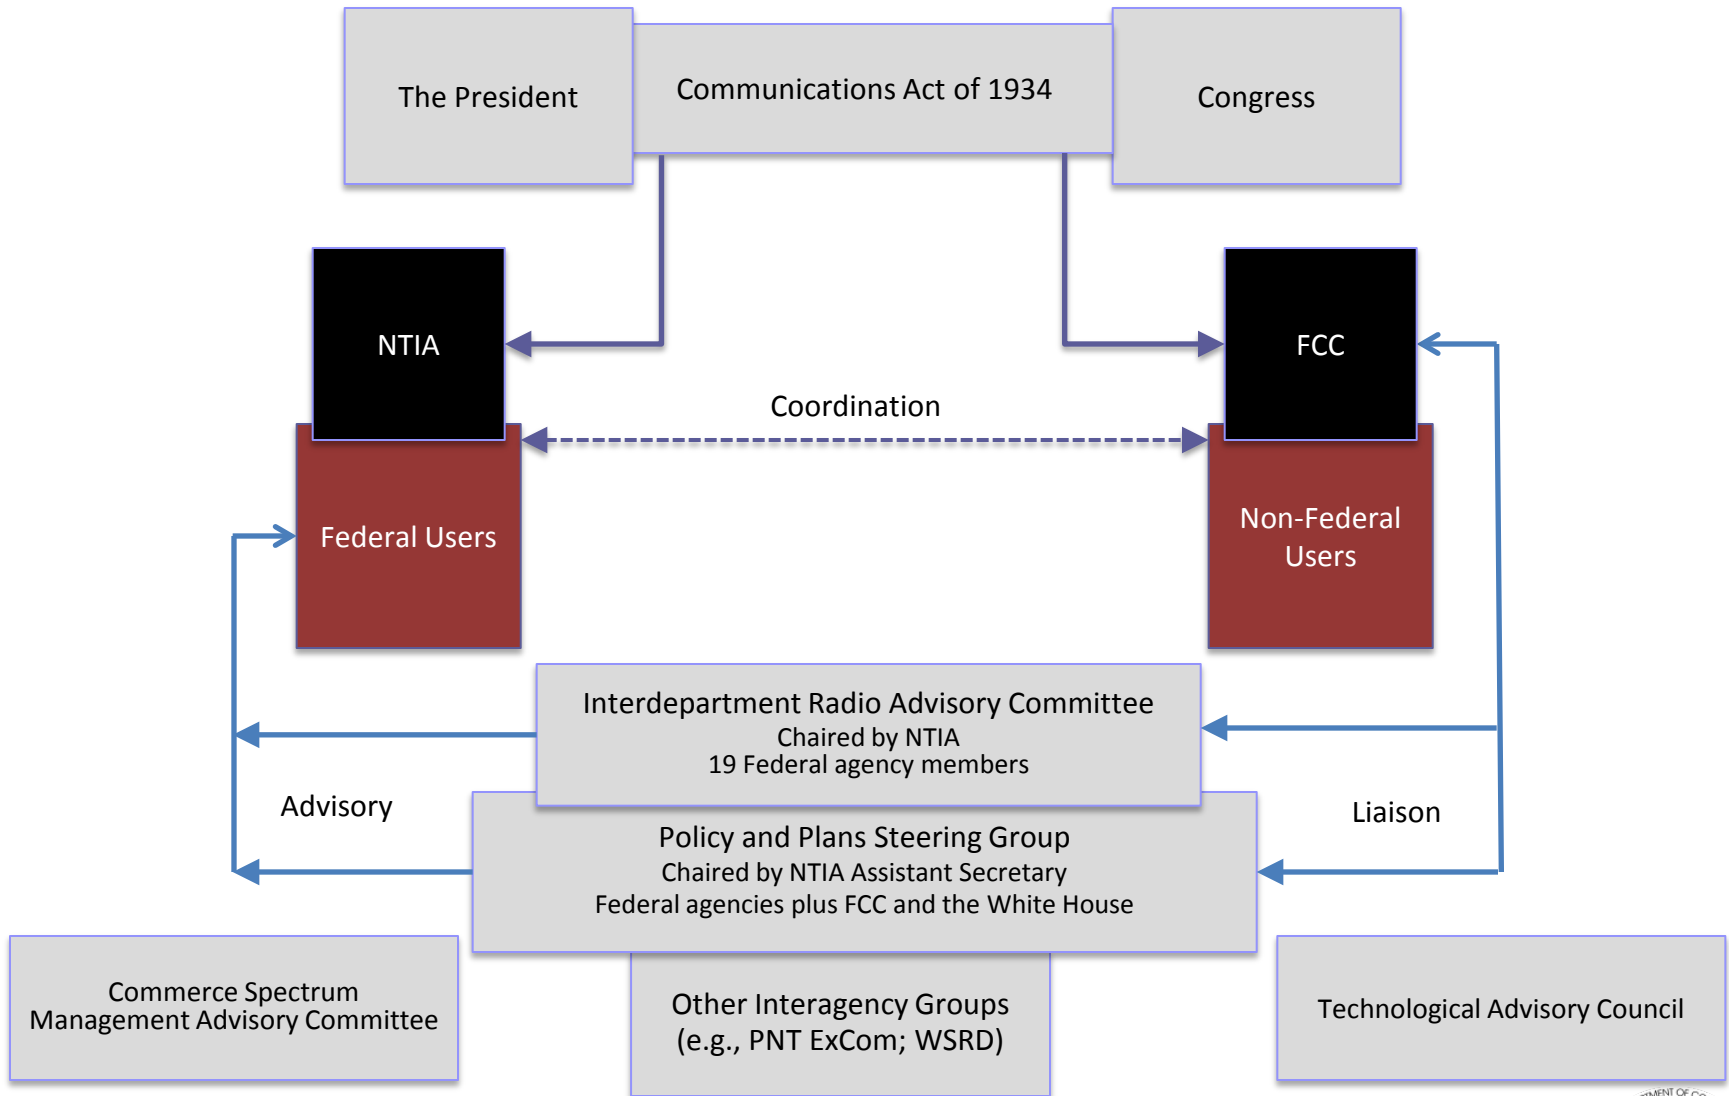 The President
Communications Act of 1934
Congress
NTIA
FCC
Coordination
Federal Users
Non-Federal
Users
Interdepartment Radio Advisory Committee
Chaired by NTIA
19 Federal agency members
Advisory
Liaison
Policy and Plans Steering Group
Chaired by NTIA Assistant Secretary
Federal agencies plus FCC and the White House
Commerce Spectrum
Management Advisory Committee
Other Interagency Groups
(e.g., PNT ExCom; WSRD)
Technological Advisory Council